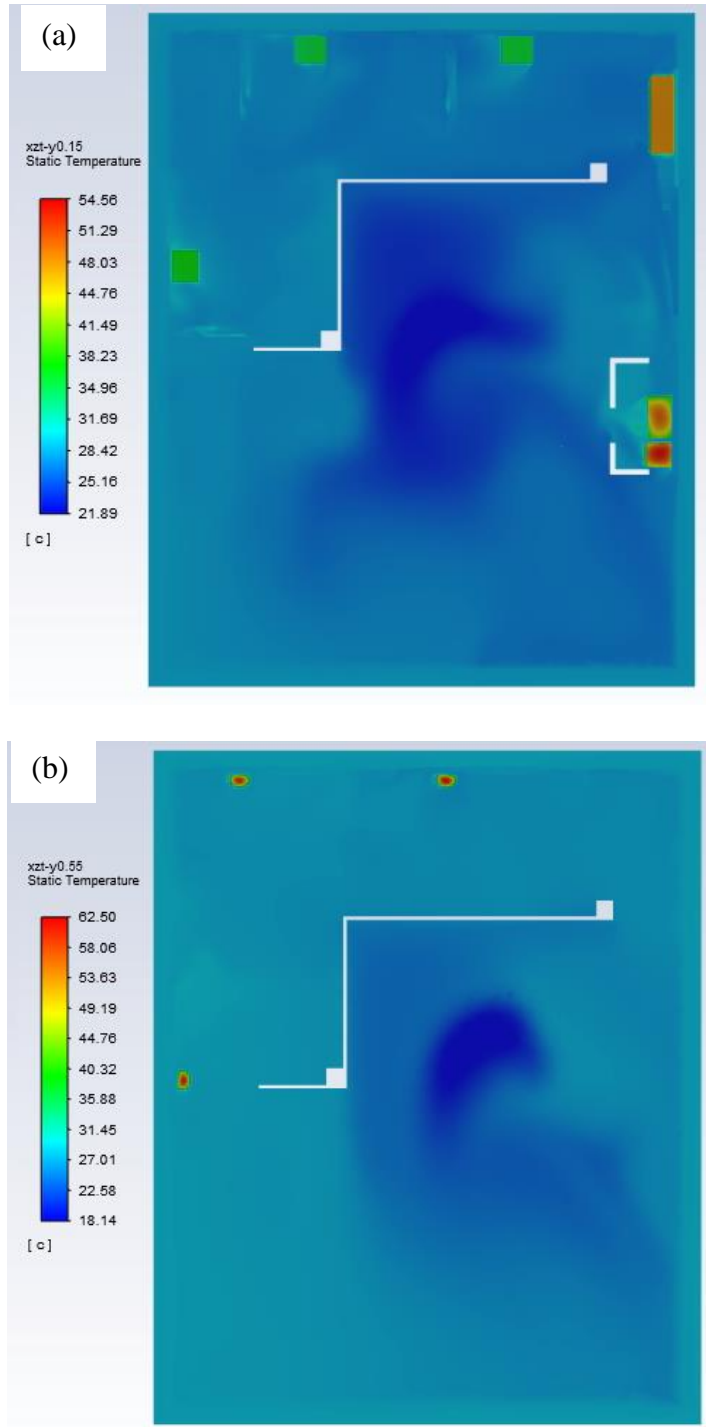 (a)
xzt-y0.15
Static Temperature
54.56
51.29
48.03
44.76
41.49
38.23
34.96
31.69
28.42
25.16
21.89
[ c ]
(b)
xzt-y0.55
Static Temperature
62.50
58.06
53.63
49.19
44.76
40.32
35.88
31.45
27.01
22.58
18.14
[ c ]